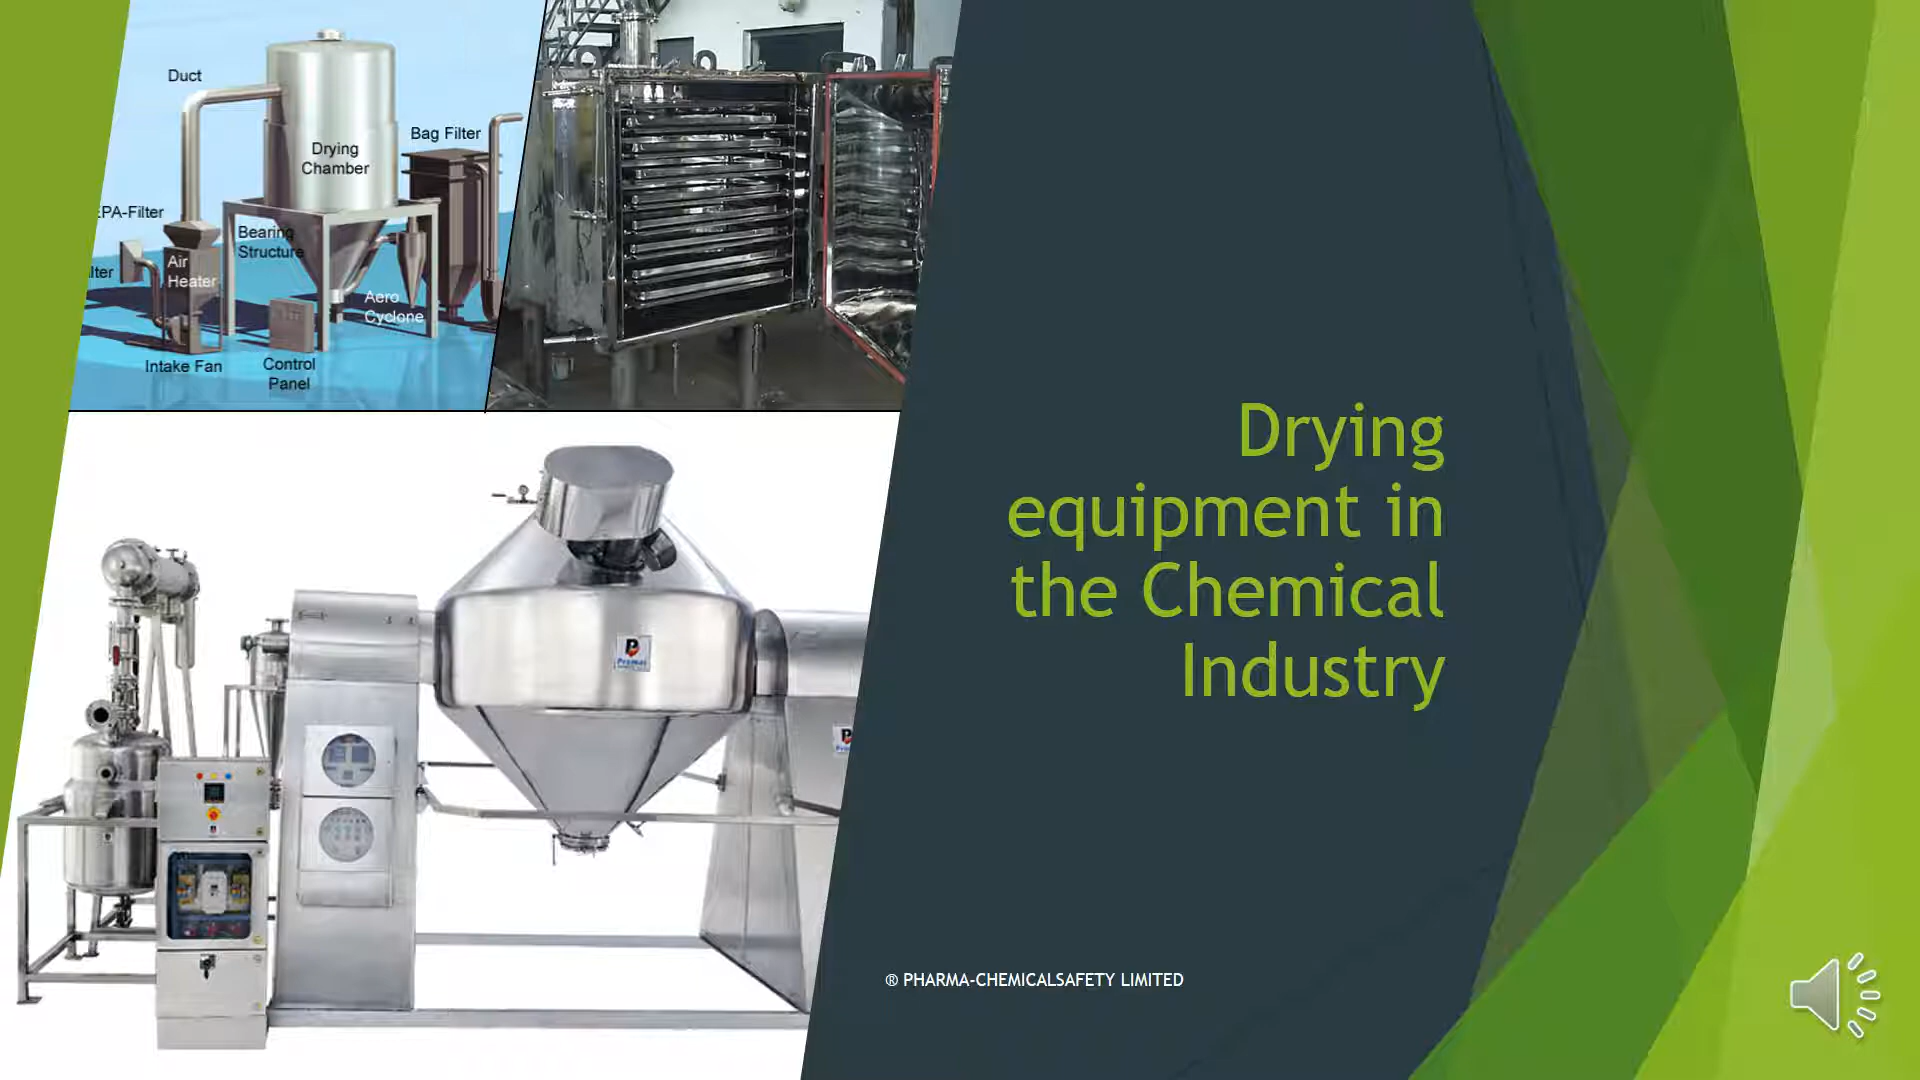 Duct
Drying
Chamber
Bag Filter
EPA-Filter
Bearing
Structure
Air
Heater
lter
Aero
Cyclone
Intake Fan
Control
Panel
Drying
equipment in
the Chemical
Industry
® PHARMA-CHEMICALSAFETY LIMITED